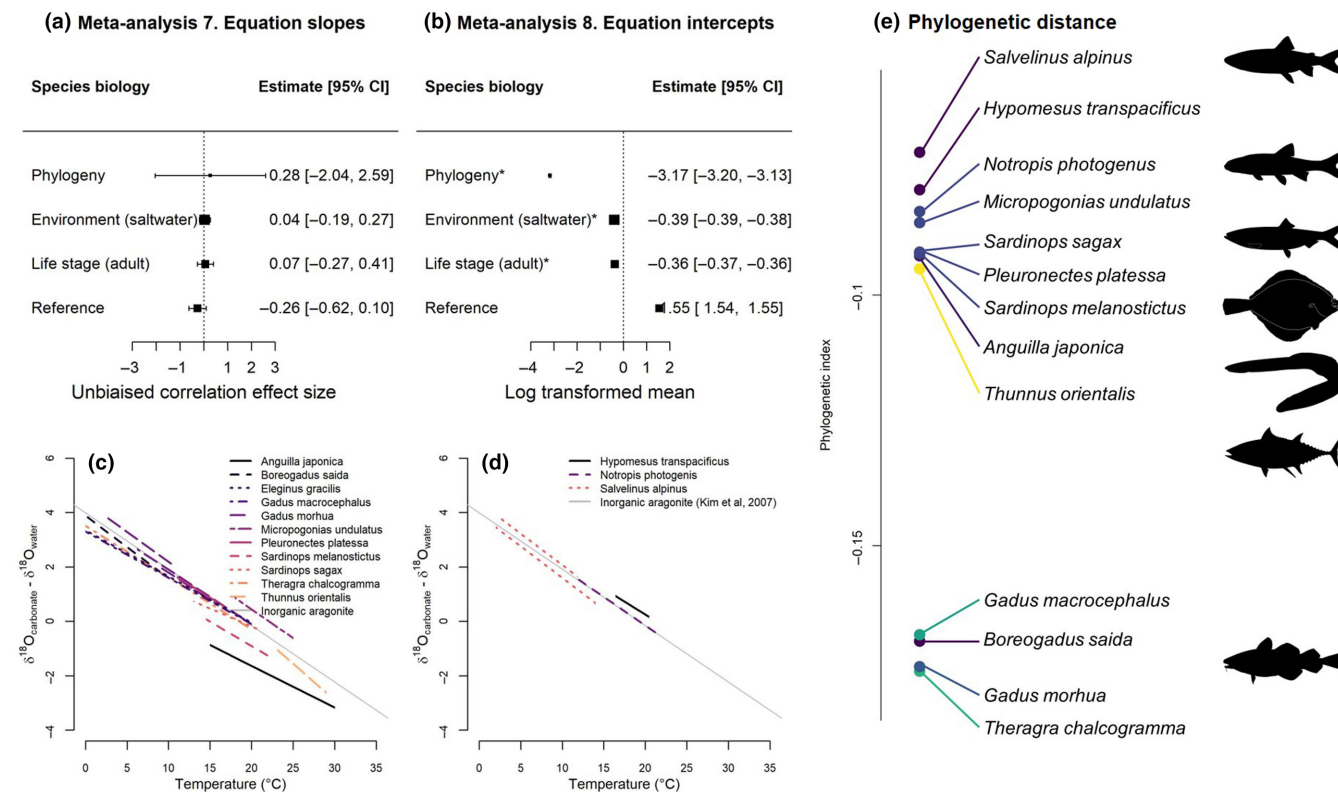 (a) Meta-analysis 7. Equation slopes
Species biology Estimate [95% CI]
Phylogeny 0.28 [−2.04, 2.59]
Environment (saltwater) 0.04 [−0.19, 0.27]
Life stage (adult) 0.07 [−0.27, 0.41]
Reference −0.26 [−0.62, 0.10]
−3 −1 1 2 3
Unbiaised correlation effect size
(b) Meta-analysis 8. Equation intercepts
Species biology Estimate [95% CI]
Phylogeny* −3.17 [−3.20, −3.13]
Environment (saltwater)* −0.39 [−0.39, −0.38]
Life stage (adult)* −0.36 [−0.37, −0.36]
Reference 1.55 [ 1.54, 1.55]
−4 −2 0 1 2
Log transformed mean
(c)
Anguilla japonica
Boreogadus saida
Eleginus gracilis
Gadus macrocephalus
Gadus morhua
Micropogonias undulatus
Pleuronectes platessa
Sardinops melanostictus
Sardinops sagax
Theragra chalcogramma
Thunnus orientalis
Inorganic aragonite
6
4
2
0
−2
−4
δ18Ocarbonate - δ18Owater
0 5 10 15 20 25 30 35
Temperature (°C)
(d)
Hypomesus transpacificus
Notropis photogenis
Salvelinus alpinus
Inorganic aragonite (Kim et al, 2007)
6
4
2
0
−2
−4
δ18Ocarbonate - δ18Owater
0 5 10 15 20 25 30 35
Temperature (°C)
(e) Phylogenetic distance
Salvelinus alpinus
Hypomesus transpacificus
Notropis photogenus
Micropogonias undulatus
Sardinops sagax
Pleuronectes platessa
Sardinops melanostictus
Anguilla japonica
Thunnus orientalis
Gadus macrocephalus
Boreogadus saida
Gadus morhua
Theragra chalcogramma
−0.1
−0.15
Phylogenetic index